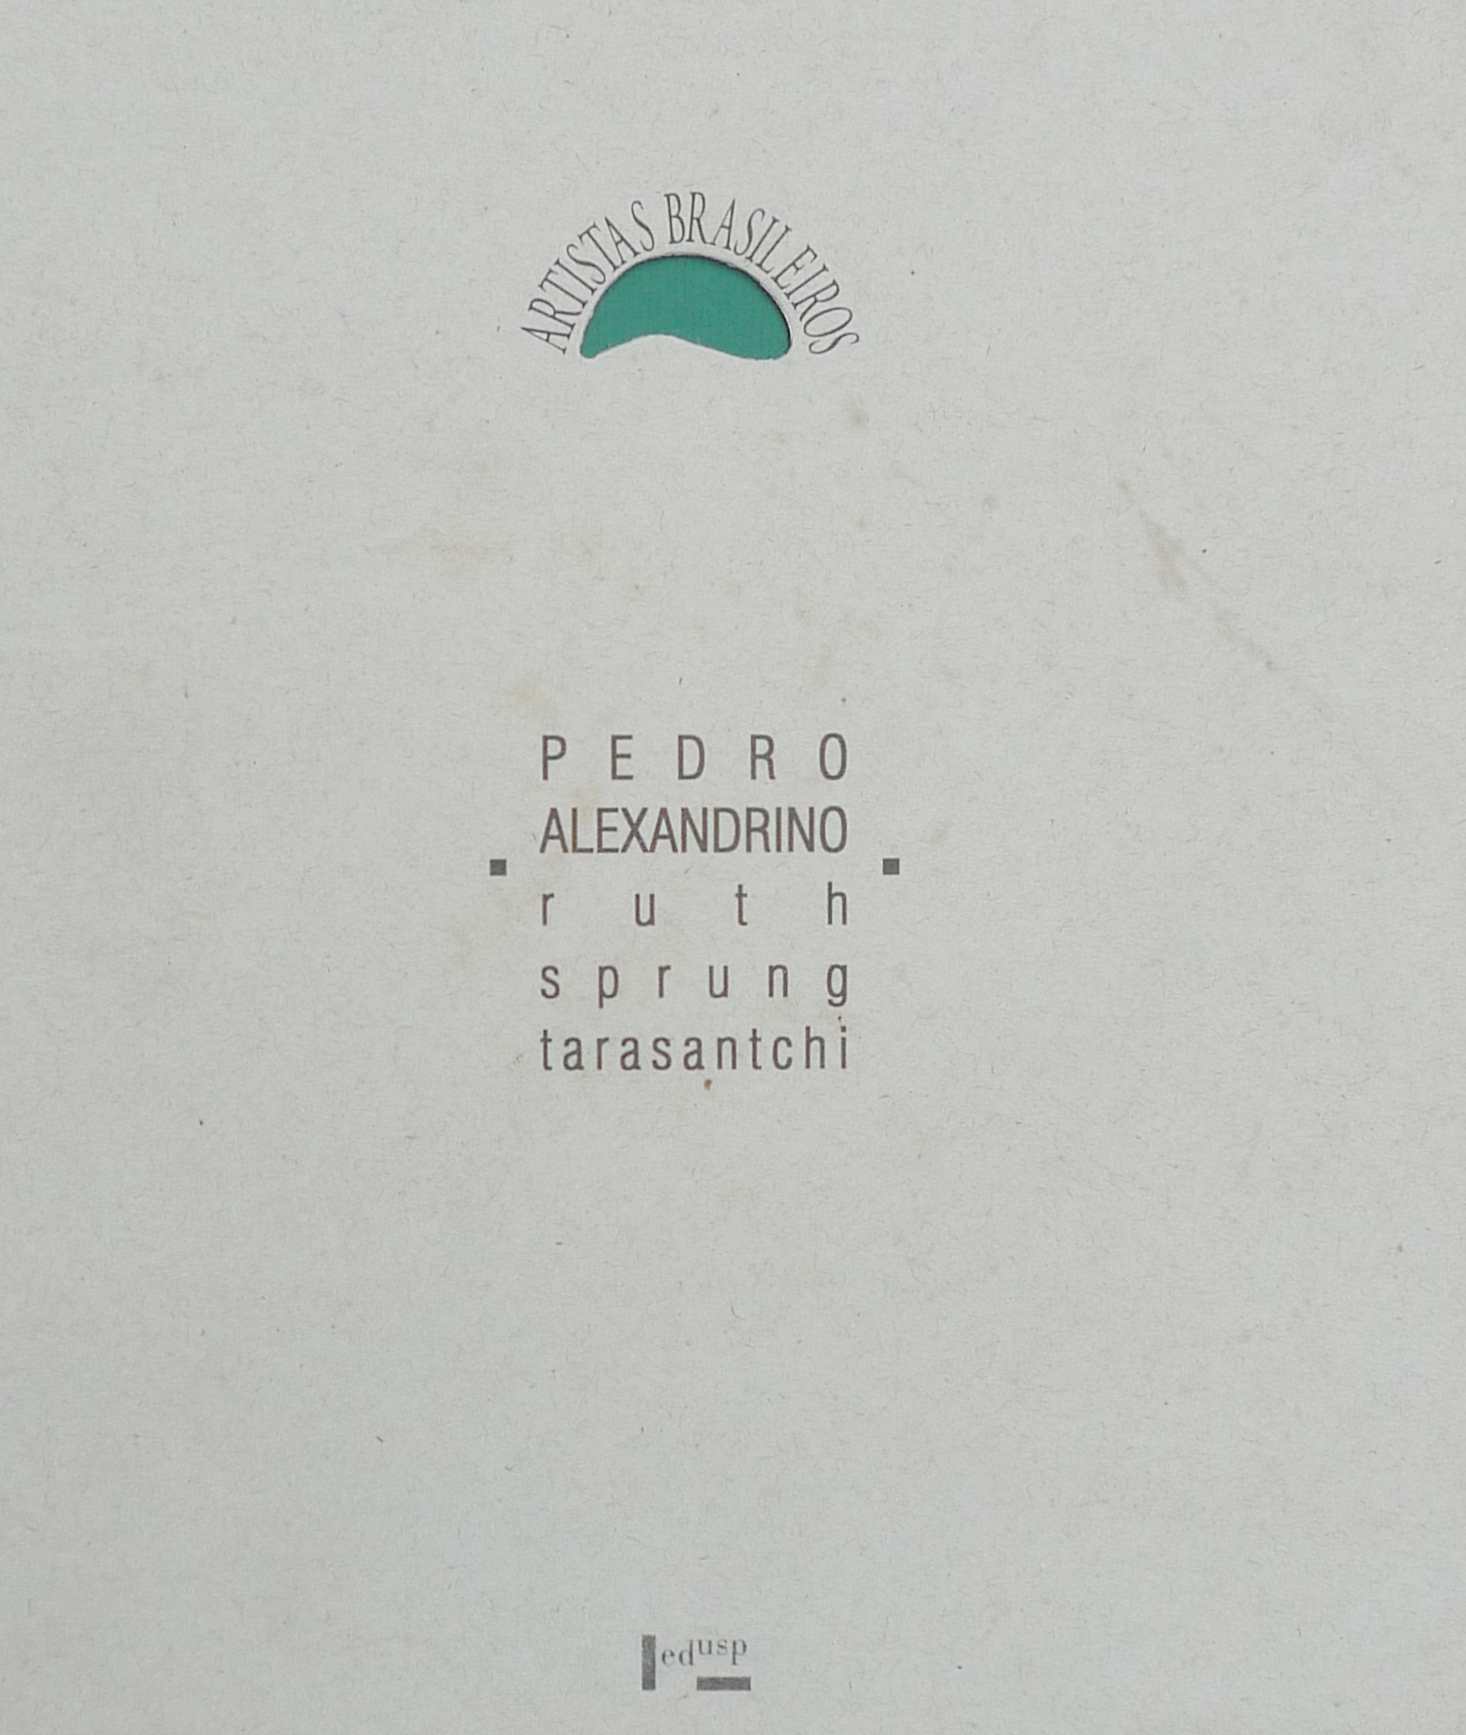 ARTISTAS BRASILEIROS
PEDRO
ALEXANDRINO
ruth
sprung
tarasantchi
edusp